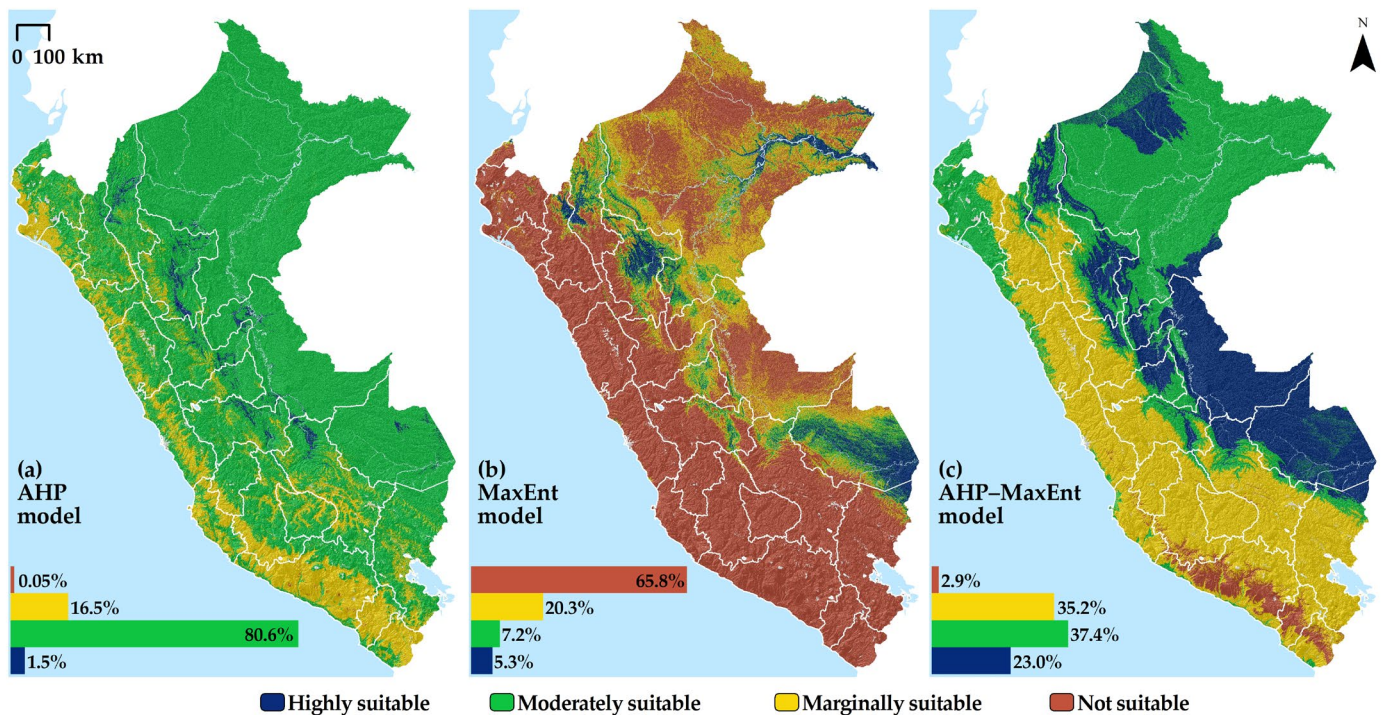 0 100 km
N
(a)
AHP
model
0.05%
16.5%
80.6%
1.5%
(b)
MaxEnt
model
65.8%
20.3%
7.2%
5.3%
(c)
AHP–MaxEnt
model
2.9%
35.2%
37.4%
23.0%
Highly suitable
Moderately suitable
Marginally suitable
Not suitable